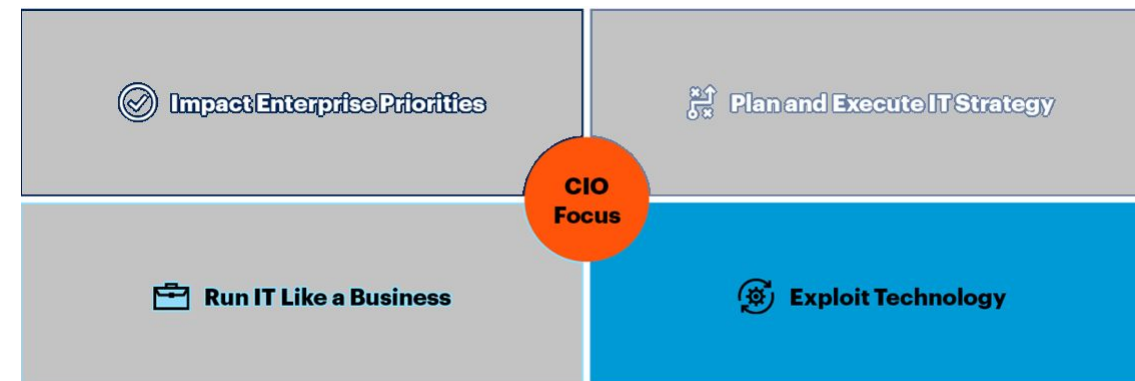 Impact Enterprise Priorities
Plan and Execute IT Strategy
CIO
Focus
Run IT Like a Business
Exploit Technology